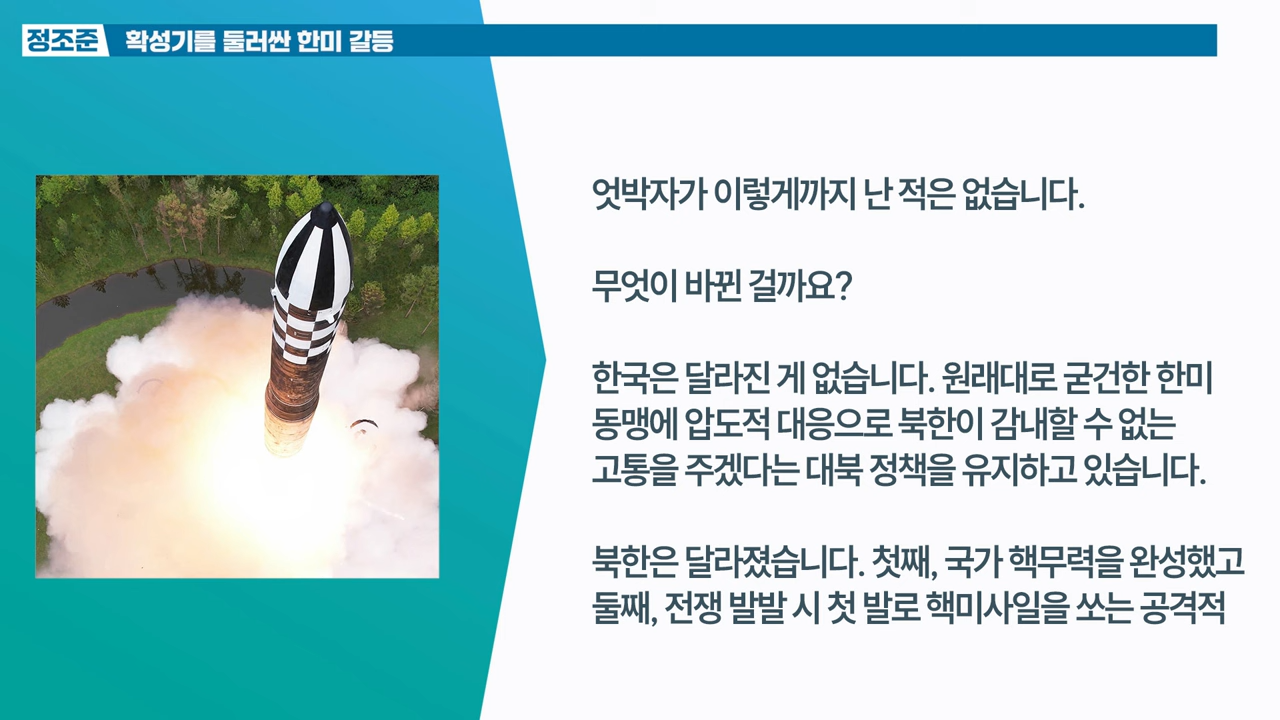 정조준 확성기를 둘러싼 한미 갈등
엇박자가 이렇게까지 난 적은 없습니다.
무엇이 바뀐 걸까요?
한국은 달라진 게 없습니다. 원래대로 굳건한 한미
동맹에 압도적 대응으로 북한이 감내할 수 없는
고통을 주겠다는 대북 정책을 유지하고 있습니다.
북한은 달라졌습니다. 첫째, 국가 핵무력을 완성했고
둘째, 전쟁 발발 시 첫 발로 핵미사일을 쏘는 공격적